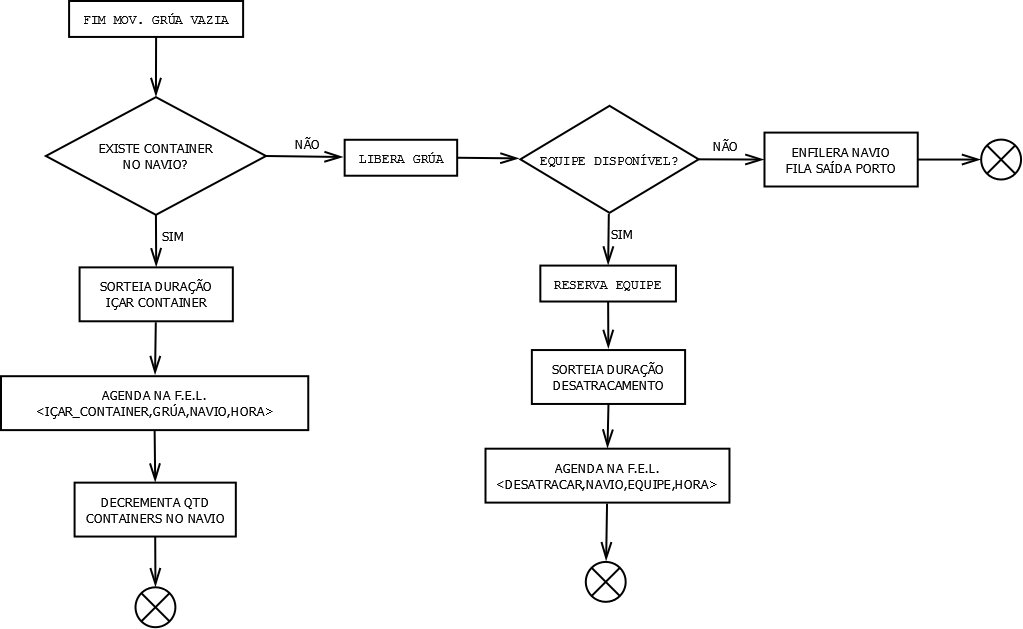 FIM MOV. GRÚA VAZIA
EXISTE CONTAINER
NO NAVIO?
NÃO
LIBERA GRÚA
EQUIPE DISPONÍVEL?
NÃO
ENFILERA NAVIO
FILA SAÍDA PORTO
SIM
SORTEIA DURAÇÃO
IÇAR CONTAINER
AGENDA NA F.E.L.
<IÇAR_CONTAINER,GRÚA,NAVIO,HORA>
DECREMENTA QTD
CONTAINERS NO NAVIO
SIM
RESERVA EQUIPE
SORTEIA DURAÇÃO
DESATRACAMENTO
AGENDA NA F.E.L.
<DESATRACAR,NAVIO,EQUIPE,HORA>